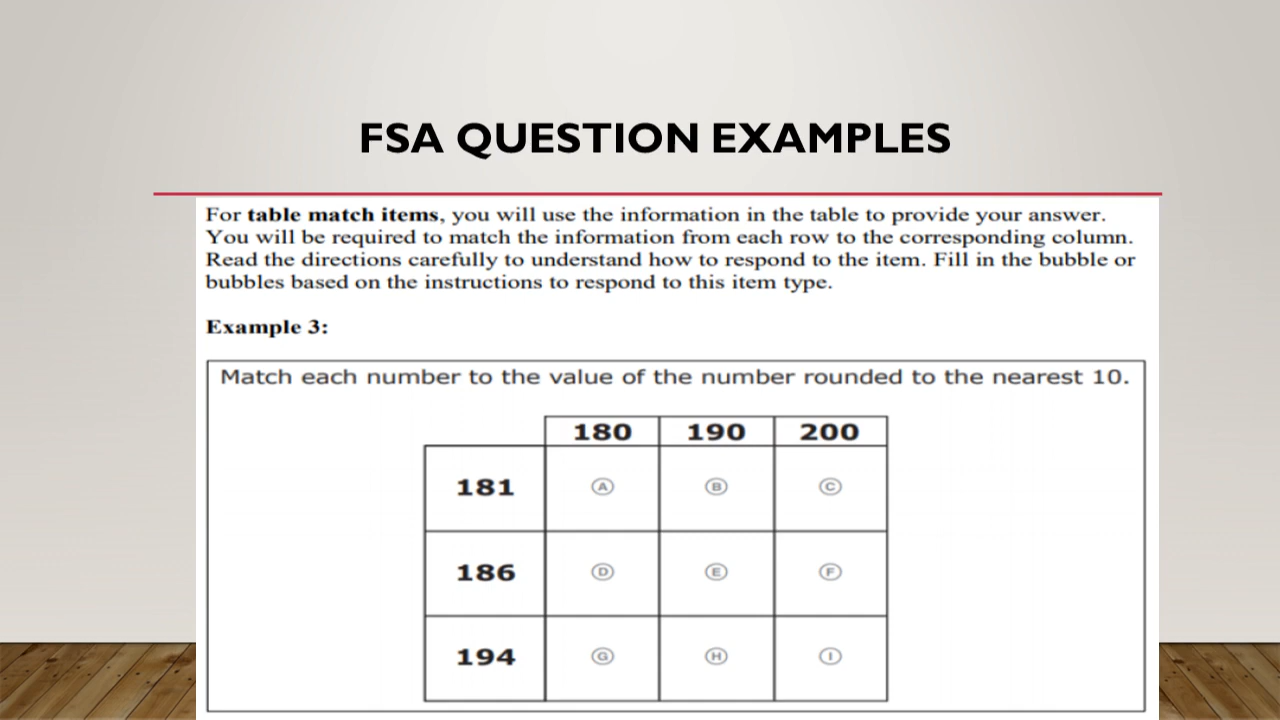 FSA QUESTION EXAMPLES
For table match items, you will use the information in the table to provide your answer.
You will be required to match the information from each row to the corresponding column.
Read the directions carefully to understand how to respond to the item. Fill in the bubble or
bubbles based on the instructions to respond to this item type.
Example 3:
Match each number to the value of the number rounded to the nearest 10.
180 190 200
181 A B C
186 D E F
194 G H I